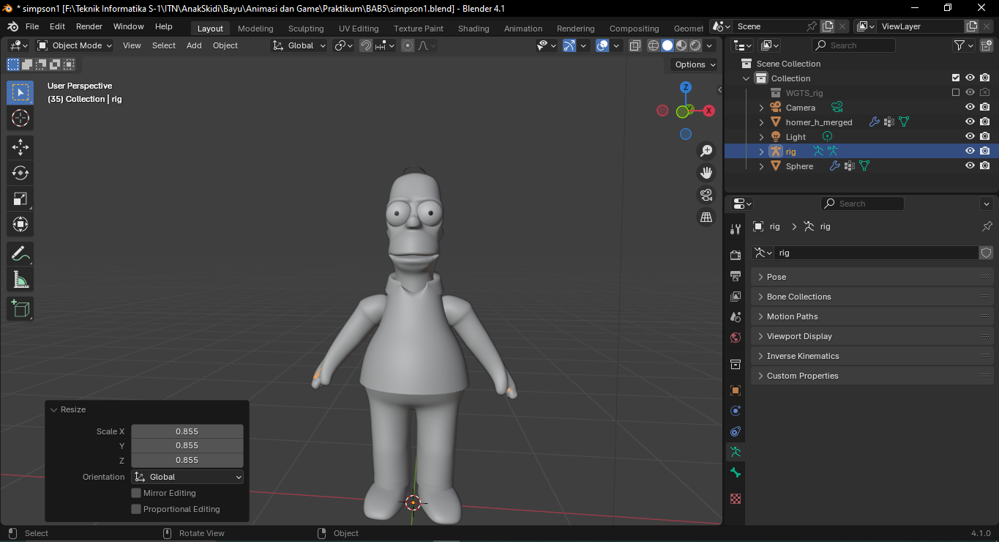 * simpson1 [F:\Teknik Informatika S-1\ITN\AnakSkidi\Bayu\Animasi dan Game\Praktikum\BAB5\simpson1.blend] - Blender 4.1
File Edit Render Window Help Layout Modeling Sculpting UV Editing Texture Paint Shading Animation Rendering Compositing Geomet Scene ViewLayer
Object Mode View Select Add Object Global Search
Options
User Perspective
(35) Collection | rig
Z
X
Y
Scene Collection
Collection
WGTS_rig
Camera
homer_h_merged
Light
rig
Sphere
Search
rig rig
rig
Pose
Bone Collections
Motion Paths
Viewport Display
Inverse Kinematics
Custom Properties
Resize
Scale X 0.855
Y 0.855
Z 0.855
Orientation Global
Mirror Editing
Proportional Editing
Select Rotate View Object 4.1.0